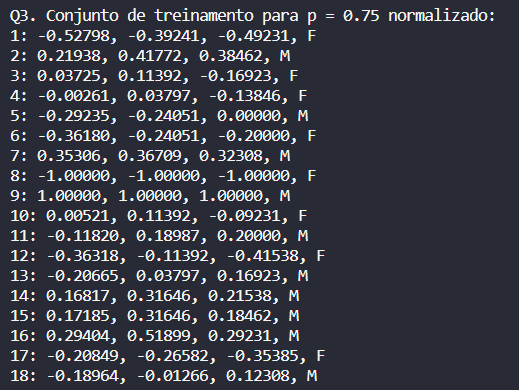 Q3. Conjunto de treinamento para p = 0.75 normalizado:
1: -0.52798, -0.39241, -0.49231, F
2: 0.21938, 0.41772, 0.38462, M
3: 0.03725, 0.11392, -0.16923, F
4: -0.00261, 0.03797, -0.13846, F
5: -0.29235, -0.24051, 0.00000, M
6: -0.36180, -0.24051, -0.20000, F
7: 0.35306, 0.36709, 0.32308, M
8: -1.00000, -1.00000, -1.00000, F
9: 1.00000, 1.00000, 1.00000, M
10: 0.00521, 0.11392, -0.09231, F
11: -0.11820, 0.18987, 0.20000, M
12: -0.36318, -0.11392, -0.41538, F
13: -0.20665, 0.03797, 0.16923, M
14: 0.16817, 0.31646, 0.21538, M
15: 0.17185, 0.31646, 0.18462, M
16: 0.29404, 0.51899, 0.29231, M
17: -0.20849, -0.26582, -0.35385, F
18: -0.18964, -0.01266, 0.12308, M